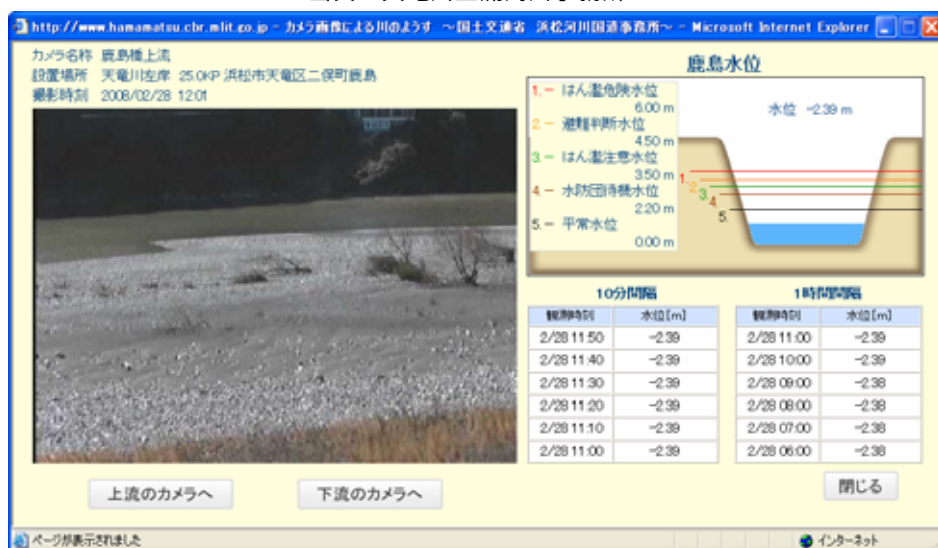 http://www.hamamatsu.cbr.mlit.go.jp - カメラ画像による川のようす ～国土交通省 浜松河川国道事務所～ - Microsoft Internet Explorer
カメラ名称 鹿島橋上流
設置場所 天竜川左岸 25.0KP 浜松市天竜区二俣町鹿島
撮影時刻 2008/02/28 12:01
鹿島水位
水位 -2.39 m
1.- はん濫危険水位
6.00 m
2.- 避難判断水位
4.50 m
3.- はん濫注意水位
3.50 m
4.- 水防団待機水位
2.20 m
5.- 平常水位
0.00 m
1.
2.
3.
4.
5.
10分間隔
観測時刻 水位[m]
2/28 11:50 -2.39
2/28 11:40 -2.39
2/28 11:30 -2.39
2/28 11:20 -2.39
2/28 11:10 -2.39
2/28 11:00 -2.39
1時間間隔
観測時刻 水位[m]
2/28 11:00 -2.39
2/28 10:00 -2.39
2/28 09:00 -2.38
2/28 08:00 -2.38
2/28 07:00 -2.38
2/28 06:00 -2.38
上流のカメラへ
下流のカメラへ
閉じる
ページが表示されました
インターネット